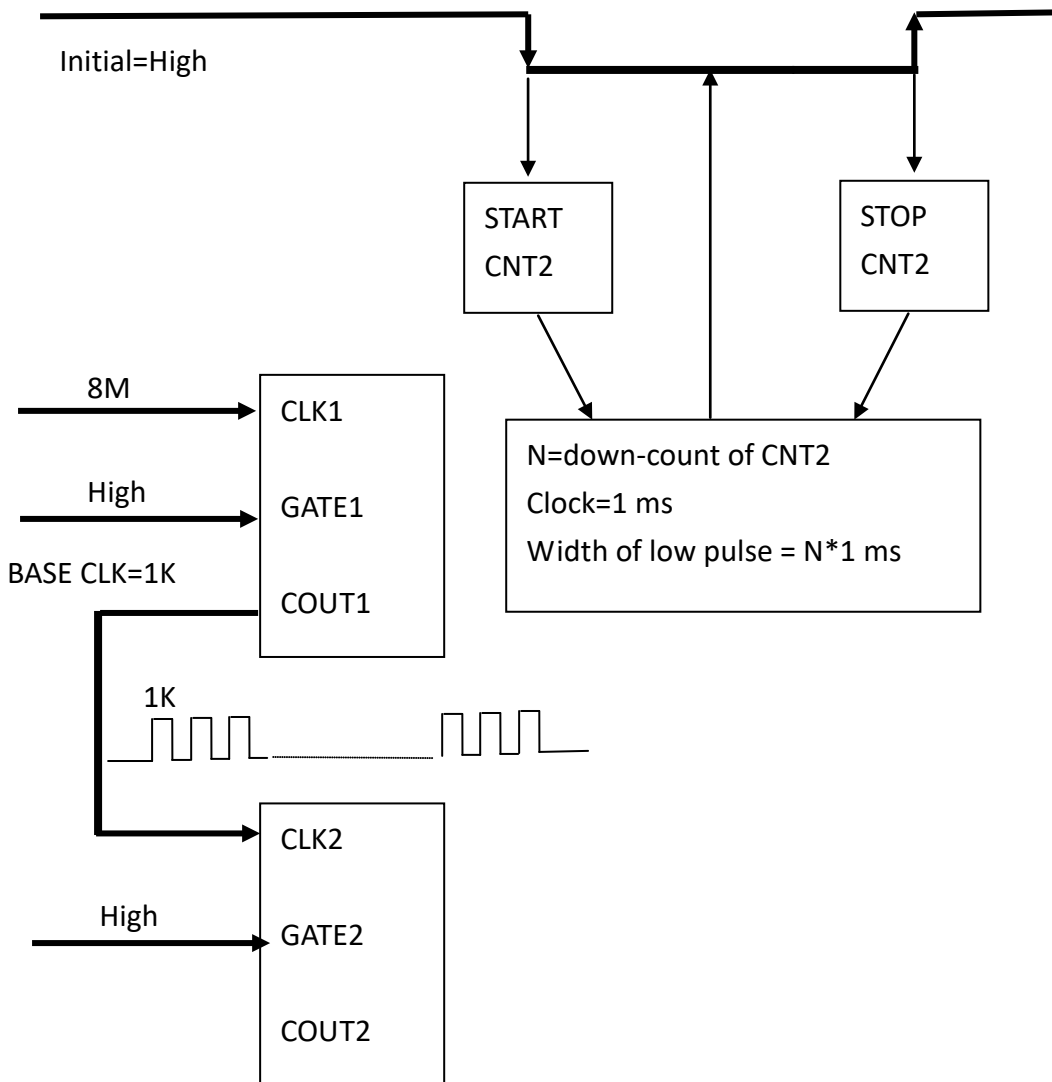 Initial=High
START
CNT2
STOP
CNT2
8M
CLK1
High
GATE1
BASE CLK=1K
COUT1
N=down-count of CNT2
Clock=1 ms
Width of low pulse = N*1 ms
1K
CLK2
High
GATE2
COUT2